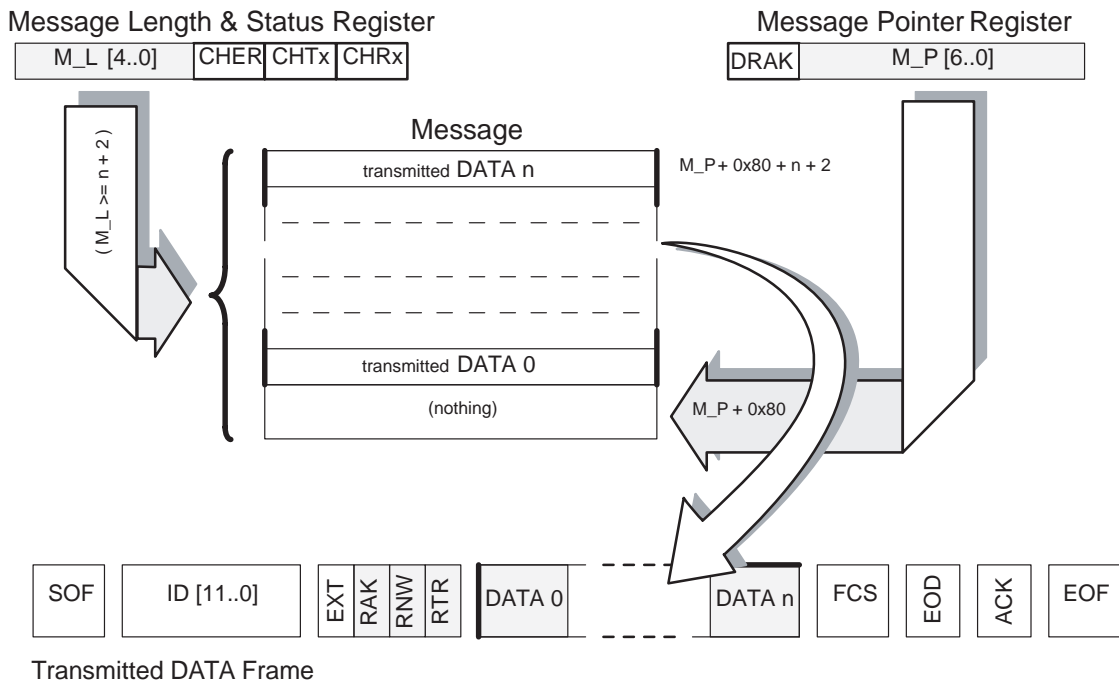 Message Length & Status Register
Message Pointer Register
M_L [4..0] CHER CHTx CHRx
DRAK M_P [6..0]
( M_L >= n + 2 )
Message
transmitted DATA n
M_P + 0x80 + n + 2
transmitted DATA 0
(nothing)
M_P + 0x80
SOF ID [11..0] EXT RAK RNW RTR DATA 0 DATA n FCS EOD ACK EOF
Transmitted DATA Frame